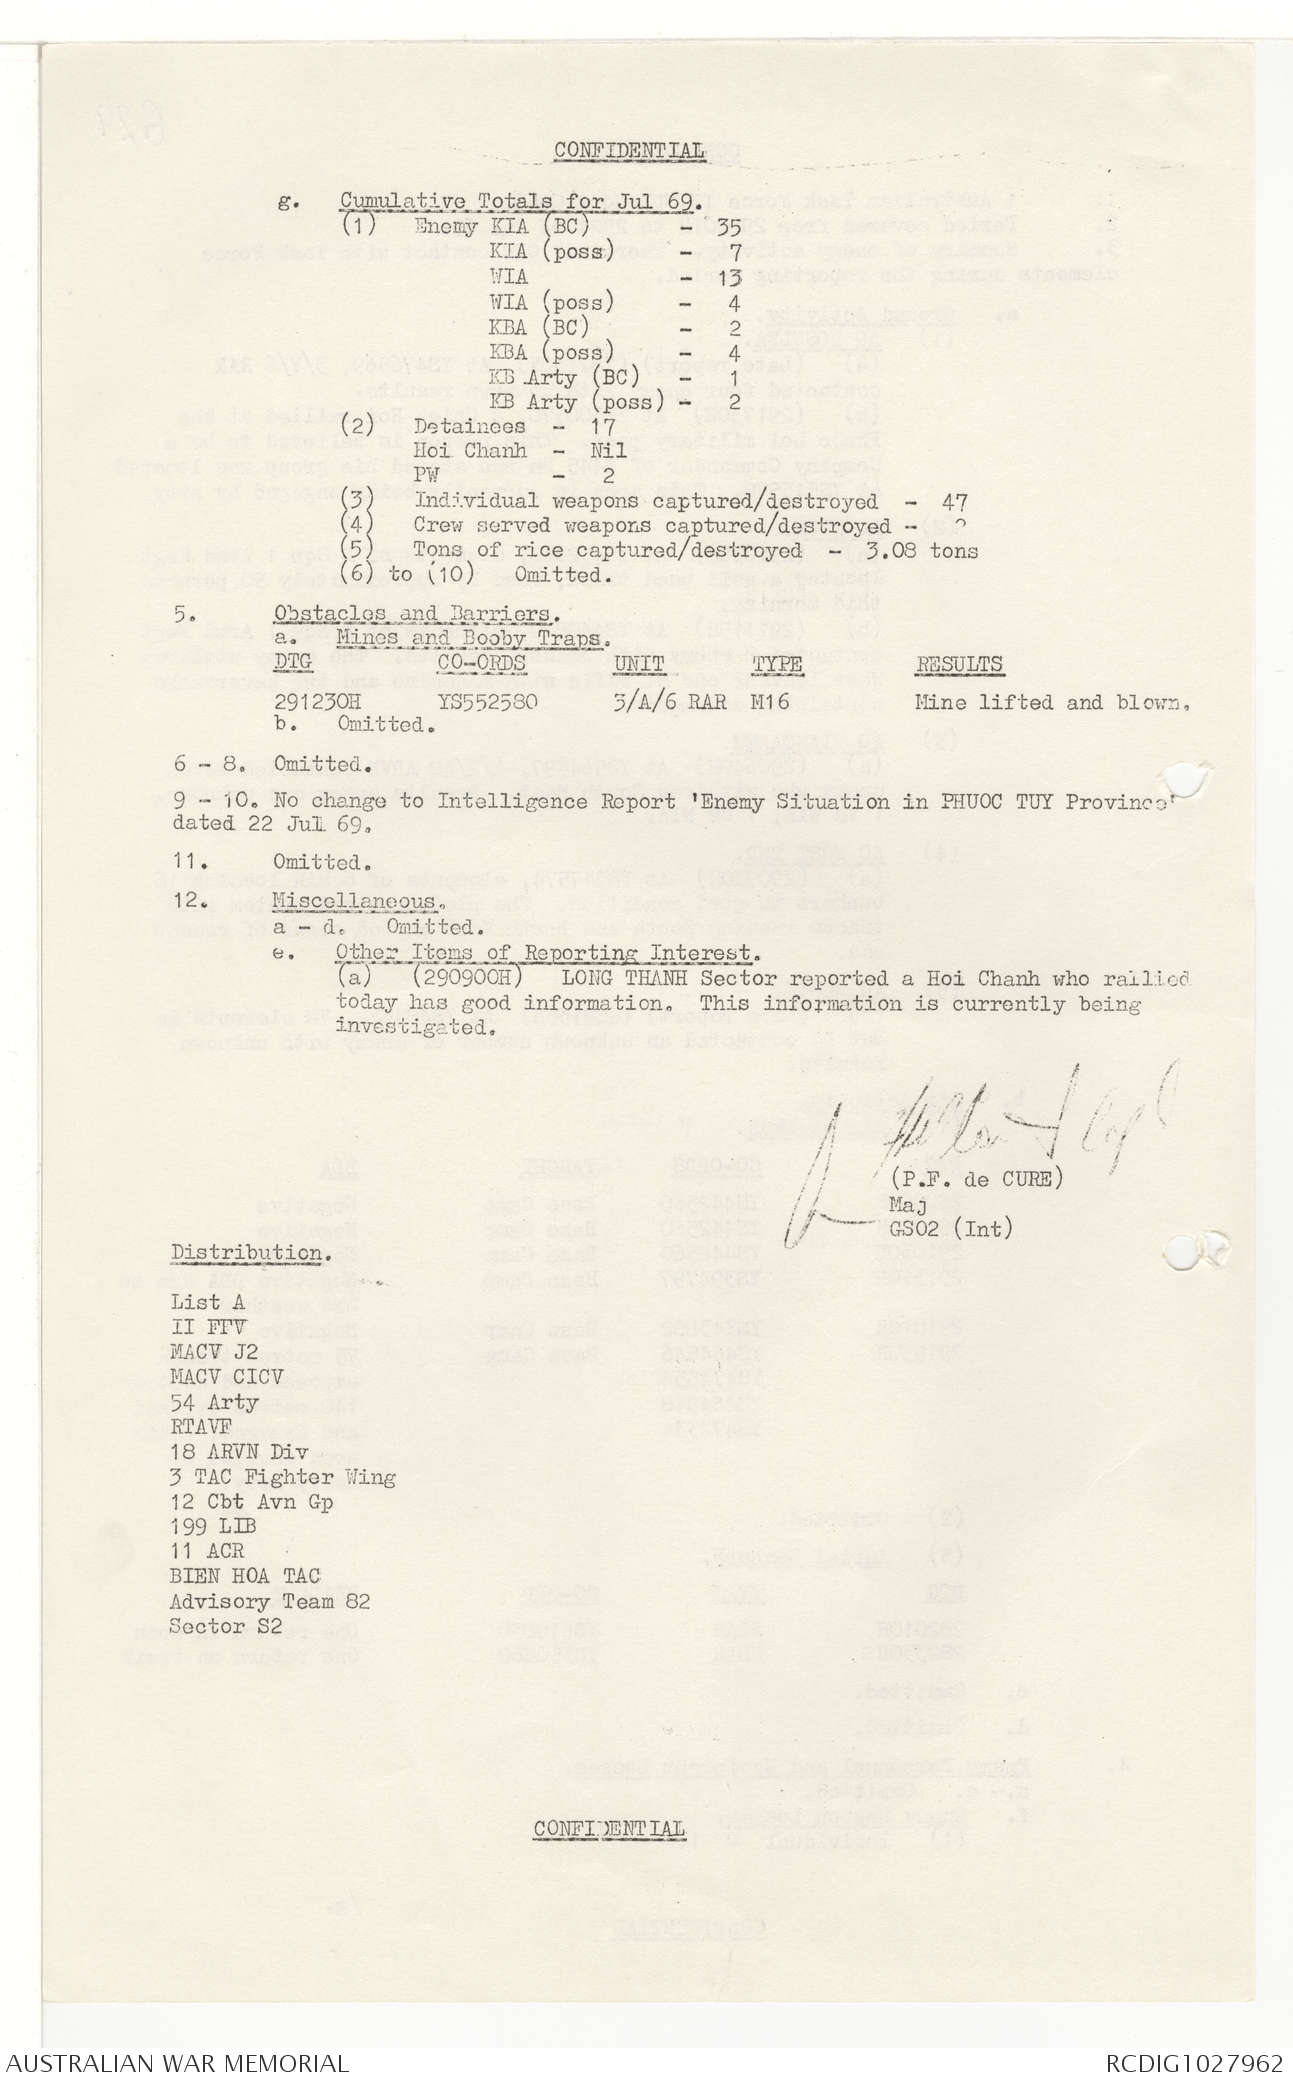 CONFIDENTIAL
g. Cumulative Totals for Jul 69.
(1) Enemy KIA (BC) - 35
KIA (poss) - 7
WIA - 13
WIA (poss) - 4
KBA (BC) - 2
KBA (poss) - 4
KB Arty (BC) - 1
KB Arty (poss) - 2
(2) Detainees - 17
Hoi Chanh - Nil
PW - 2
(3) Individual weapons captured/destroyed - 47
(4) Crew served weapons captured/destroyed -
(5) Tons of rice captured/destroyed - 3.08 tons
(6) to (10) Omitted.
5. Obstacles and Barriers.
a. Mines and Booby Traps.
DTG CO-ORDS UNIT TYPE RESULTS
291230H YS552580 3/A/6 RAR M16 Mine lifted and blown.
b. Omitted.
6 - 8. Omitted.
9 - 10. No change to Intelligence Report 'Enemy Situation in PHUOC TUY Province'
dated 22 Jul 69.
11. Omitted.
12. Miscellaneous.
a - d. Omitted.
e. Other Items of Reporting Interest.
(a) (290900H) LONG THANH Sector reported a Hoi Chanh who rallied
today has good information. This information is currently being
investigated.
(P.F. de CURE)
Maj
GSO2 (Int)
Distribution.
List A
II FFV
MACV J2
MACV CICV
54 Arty
RTAVF
18 ARVN Div
3 TAC Fighter Wing
12 Cbt Avn Gp
199 LIB
11 ACR
BIEN HOA TAC
Advisory Team 82
Sector S2
CONFIDENTIAL
AUSTRALIAN WAR MEMORIAL RCDIG1027962